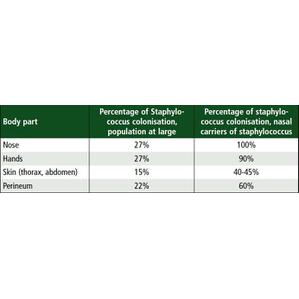 Body part
Percentage of Staphylo-
coccus colonisation,
population at large
Percentage of staphylo-
coccus colonisation, nasal
carriers of staphylococcus
Nose 27% 100%
Hands 27% 90%
Skin (thorax, abdomen) 15% 40-45%
Perineum 22% 60%